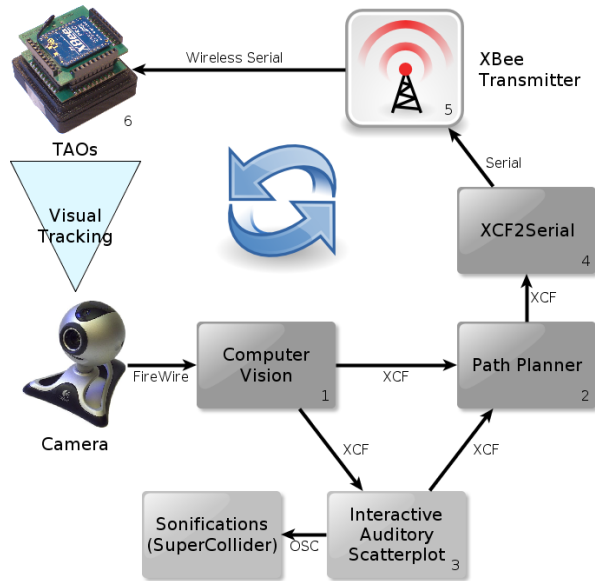 XBee
Wireless Serial
XBee
Transmitter
5
6
TAOs
Serial
Visual
Tracking
XCF2Serial
4
XCF
Computer
Vision
1
FireWire
XCF
Path Planner
2
Camera
XCF
XCF
Sonifications
(SuperCollider)
OSC
Interactive
Auditory
Scatterplot
3